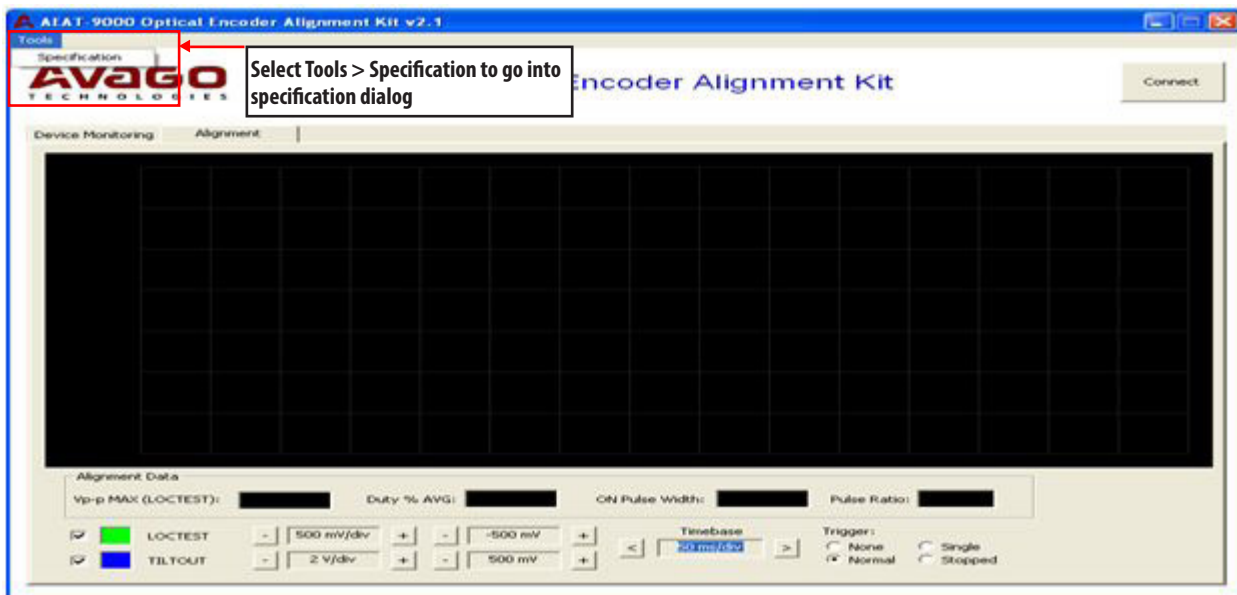 AEAT-9000 Optical Encoder Alignment Kit v2.1
Tools
Specification
AVAGO
TECHNOLOGIES
Select Tools > Specification to go into
specification dialog
Encoder Alignment Kit
Connect
Device Monitoring Alignment
Alignment Data
Vp-p MAX (LOCTEST): Duty % AVG: ON Pulse Width: Pulse Ratio:
LOCTEST - 500 mV/div + - -500 mV +
TILTOUT - 2 V/div + - 500 mV +
Timebase
< 50 ms/div >
Trigger:
None Single
Normal Stopped